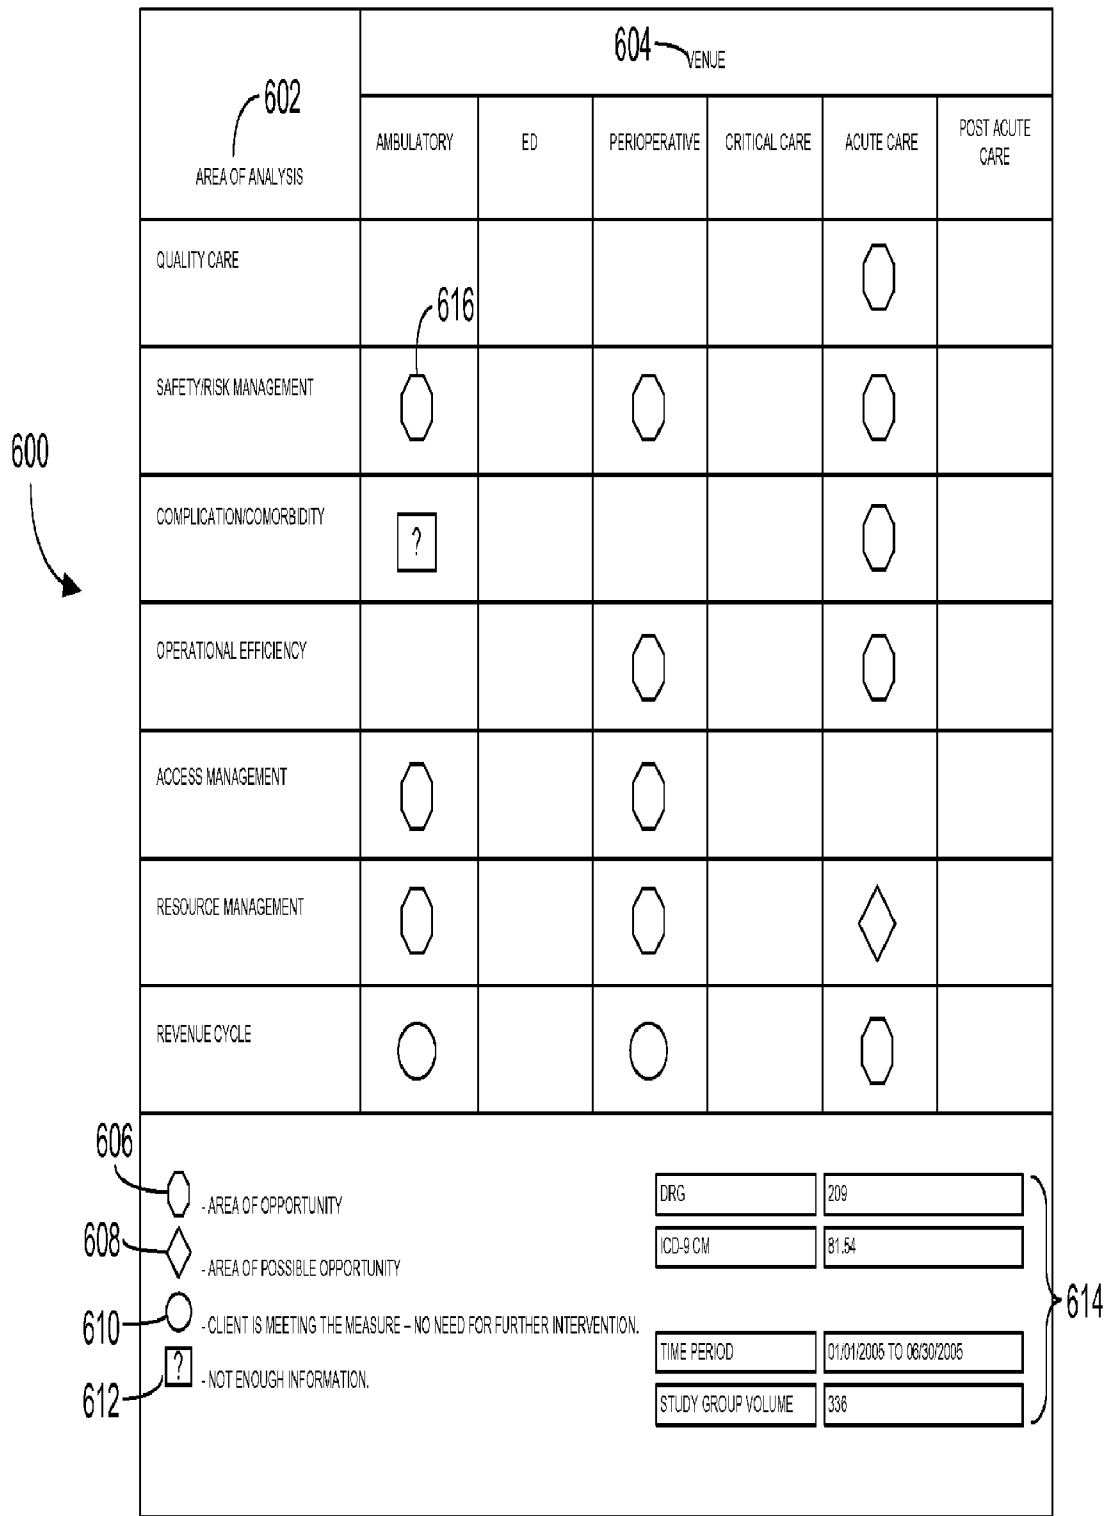 604
VENUE
602
AREA OF ANALYSIS
AMBULATORY
ED
PERIOPERATIVE
CRITICAL CARE
ACUTE CARE
POST ACUTE
CARE
QUALITY CARE
616
SAFETY/RISK MANAGEMENT
600
COMPLICATION/COMORBIDITY
?
OPERATIONAL EFFICIENCY
ACCESS MANAGEMENT
RESOURCE MANAGEMENT
REVENUE CYCLE
606
- AREA OF OPPORTUNITY
608
- AREA OF POSSIBLE OPPORTUNITY
610
- CLIENT IS MEETING THE MEASURE – NO NEED FOR FURTHER INTERVENTION.
?
612
- NOT ENOUGH INFORMATION.
DRG
209
ICD-9 CM
81.54
TIME PERIOD
01/01/2005 TO 06/30/2005
STUDY GROUP VOLUME
336
614